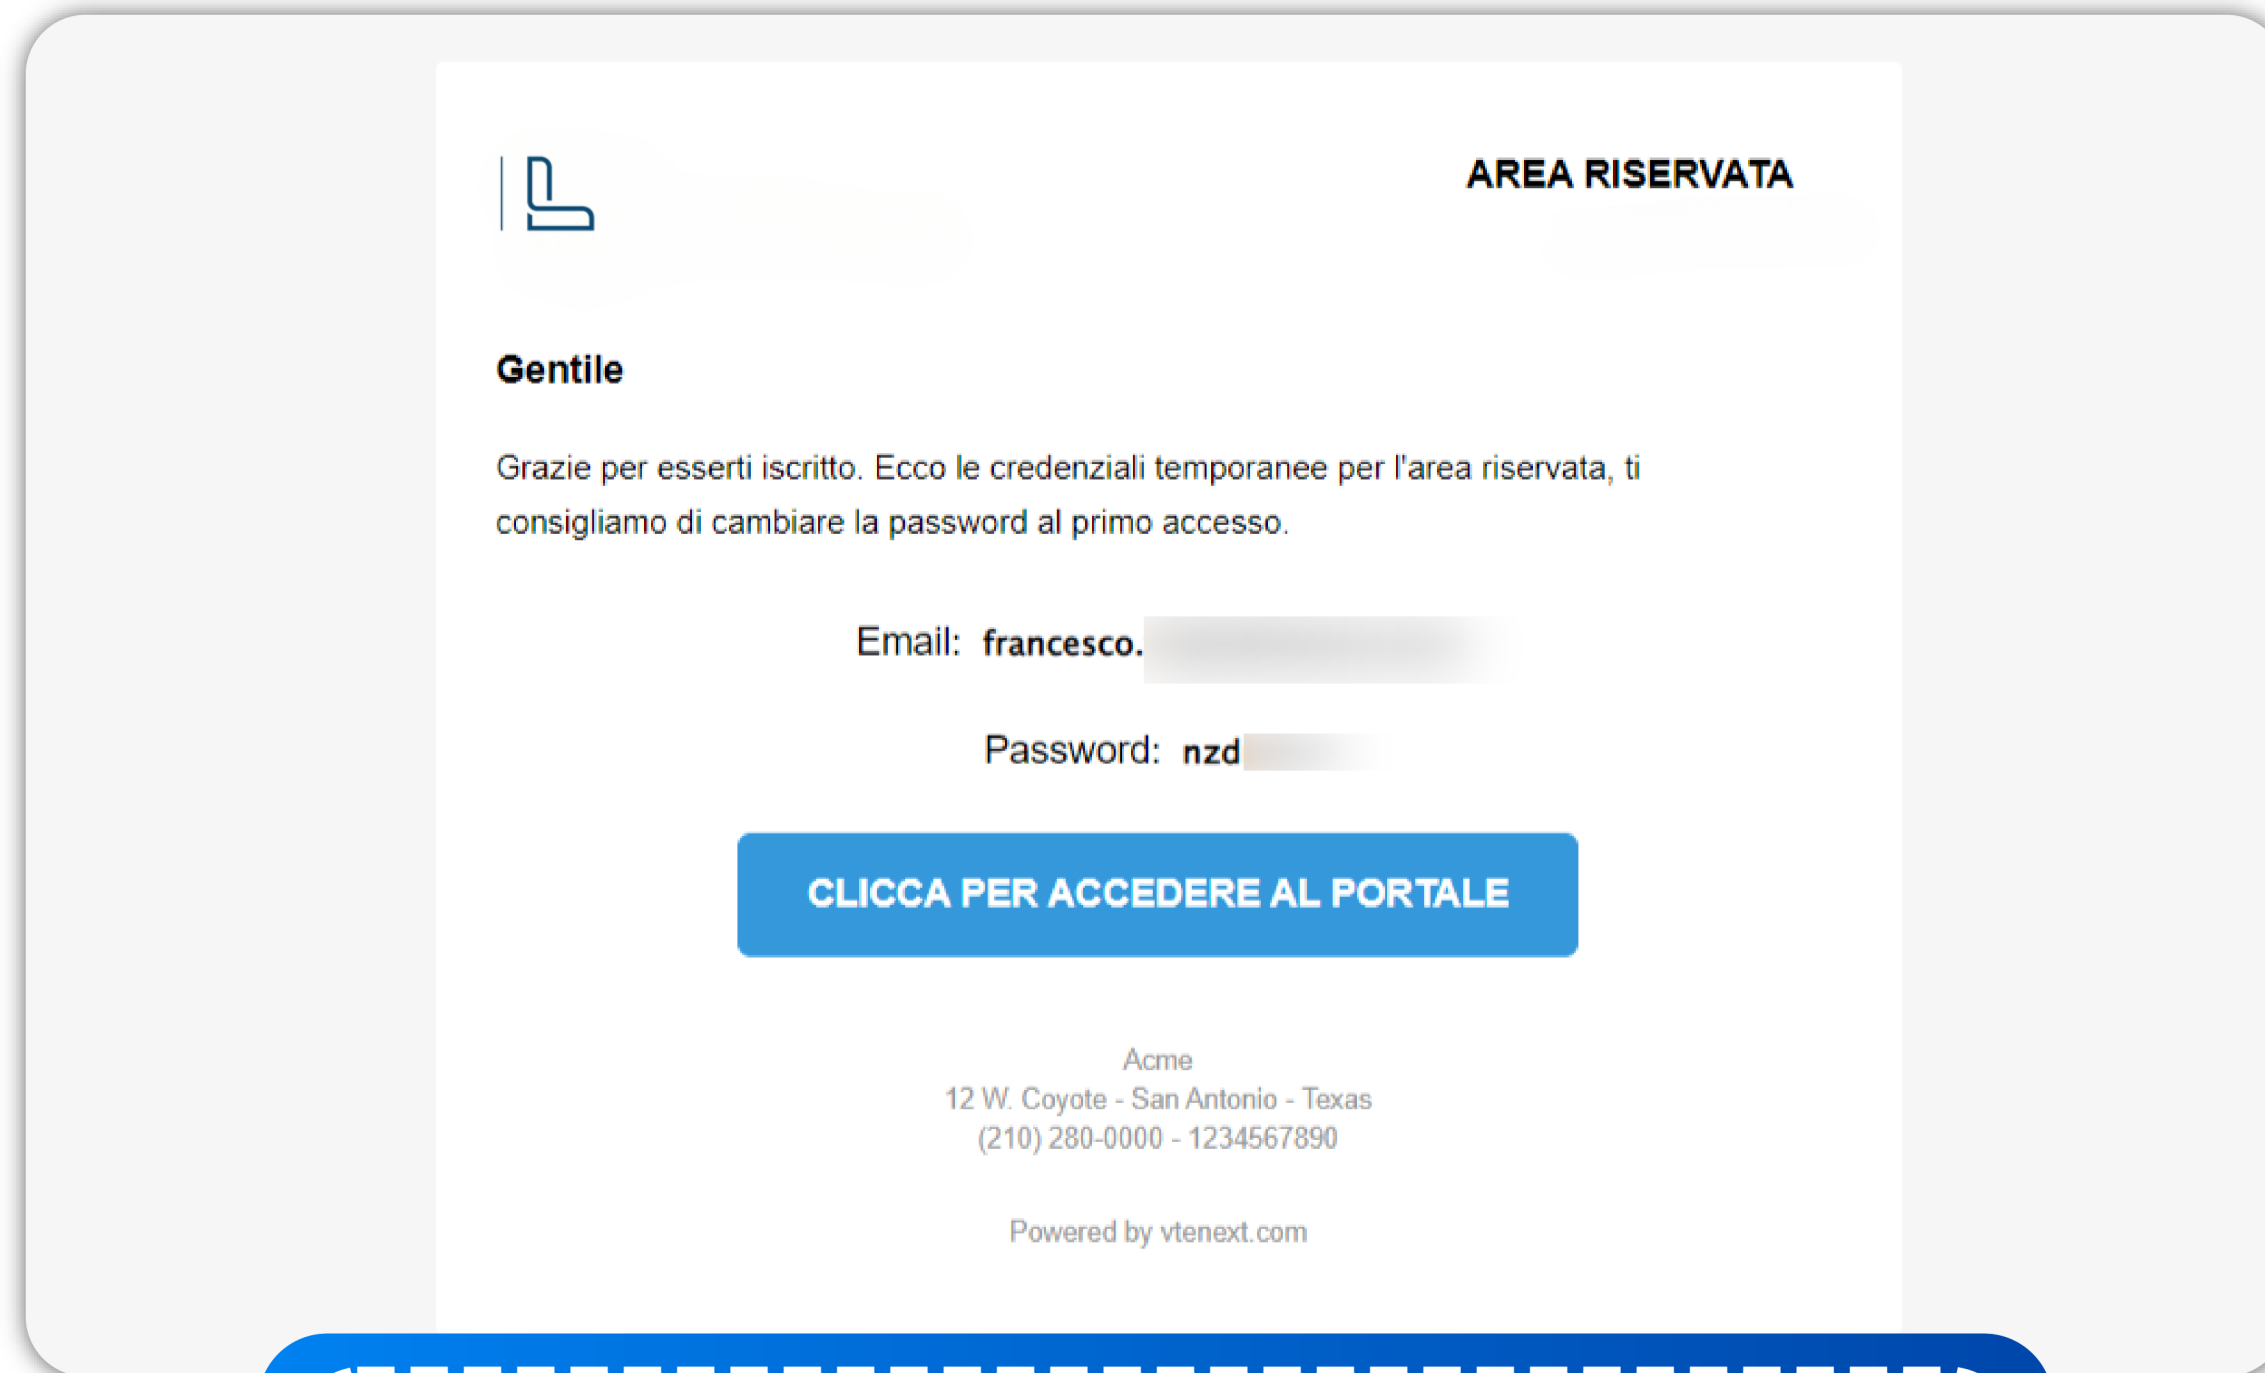 AREA RISERVATA
Gentile
Grazie per esserti iscritto. Ecco le credenziali temporanee per l'area riservata, ti
consigliamo di cambiare la password al primo accesso.
Email: francesco.
Password: nzd
CLICCA PER ACCEDERE AL PORTALE
Acme
12 W. Coyote - San Antonio - Texas
(210) 280-0000 - 1234567890
Powered by vtenext.com